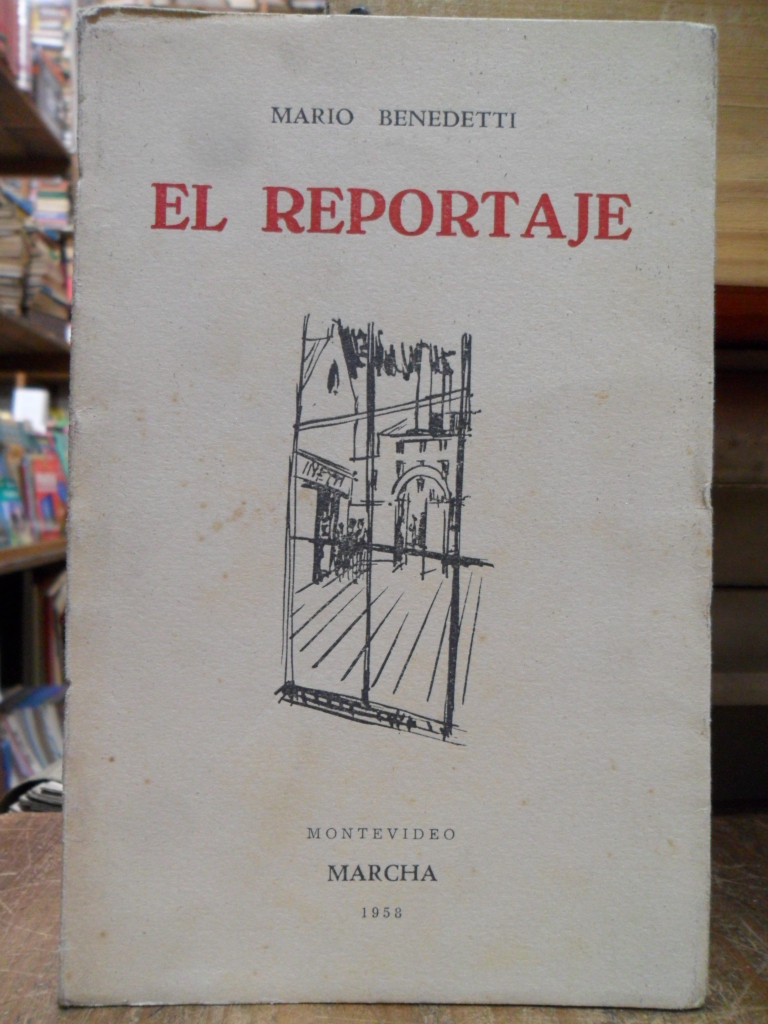 MARIO BENEDETTI
EL REPORTAJE
MONTEVIDEO
MARCHA
1958